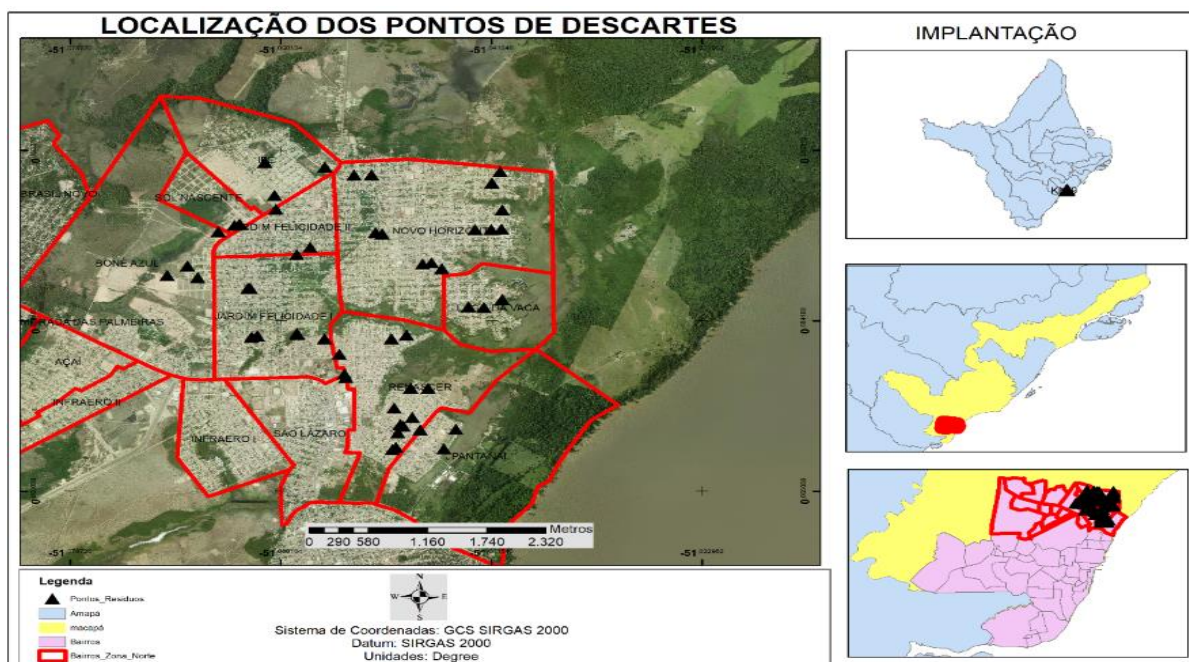 LOCALIZAÇÃO DOS PONTOS DE DESCARTES
IMPLANTAÇÃO
BRASIL NOVO
SOL NASCENTE
NOVO HORIZONTE
BONÉ AZUL
JARDIM FELICIDADE I
AÇAÍ
INFRAERO II
INFRAERO I
SÃO LÁZARO
RENASCER
PANTANAL
Metros
0 290 580 1.160 1.740 2.320
Legenda
Pontos_Residuos
Amapá
macapá
Bairros
Bairros_Zona_Norte
N
W E
S
Sistema de Coordenadas: GCS SIRGAS 2000
Datum: SIRGAS 2000
Unidades: Degree